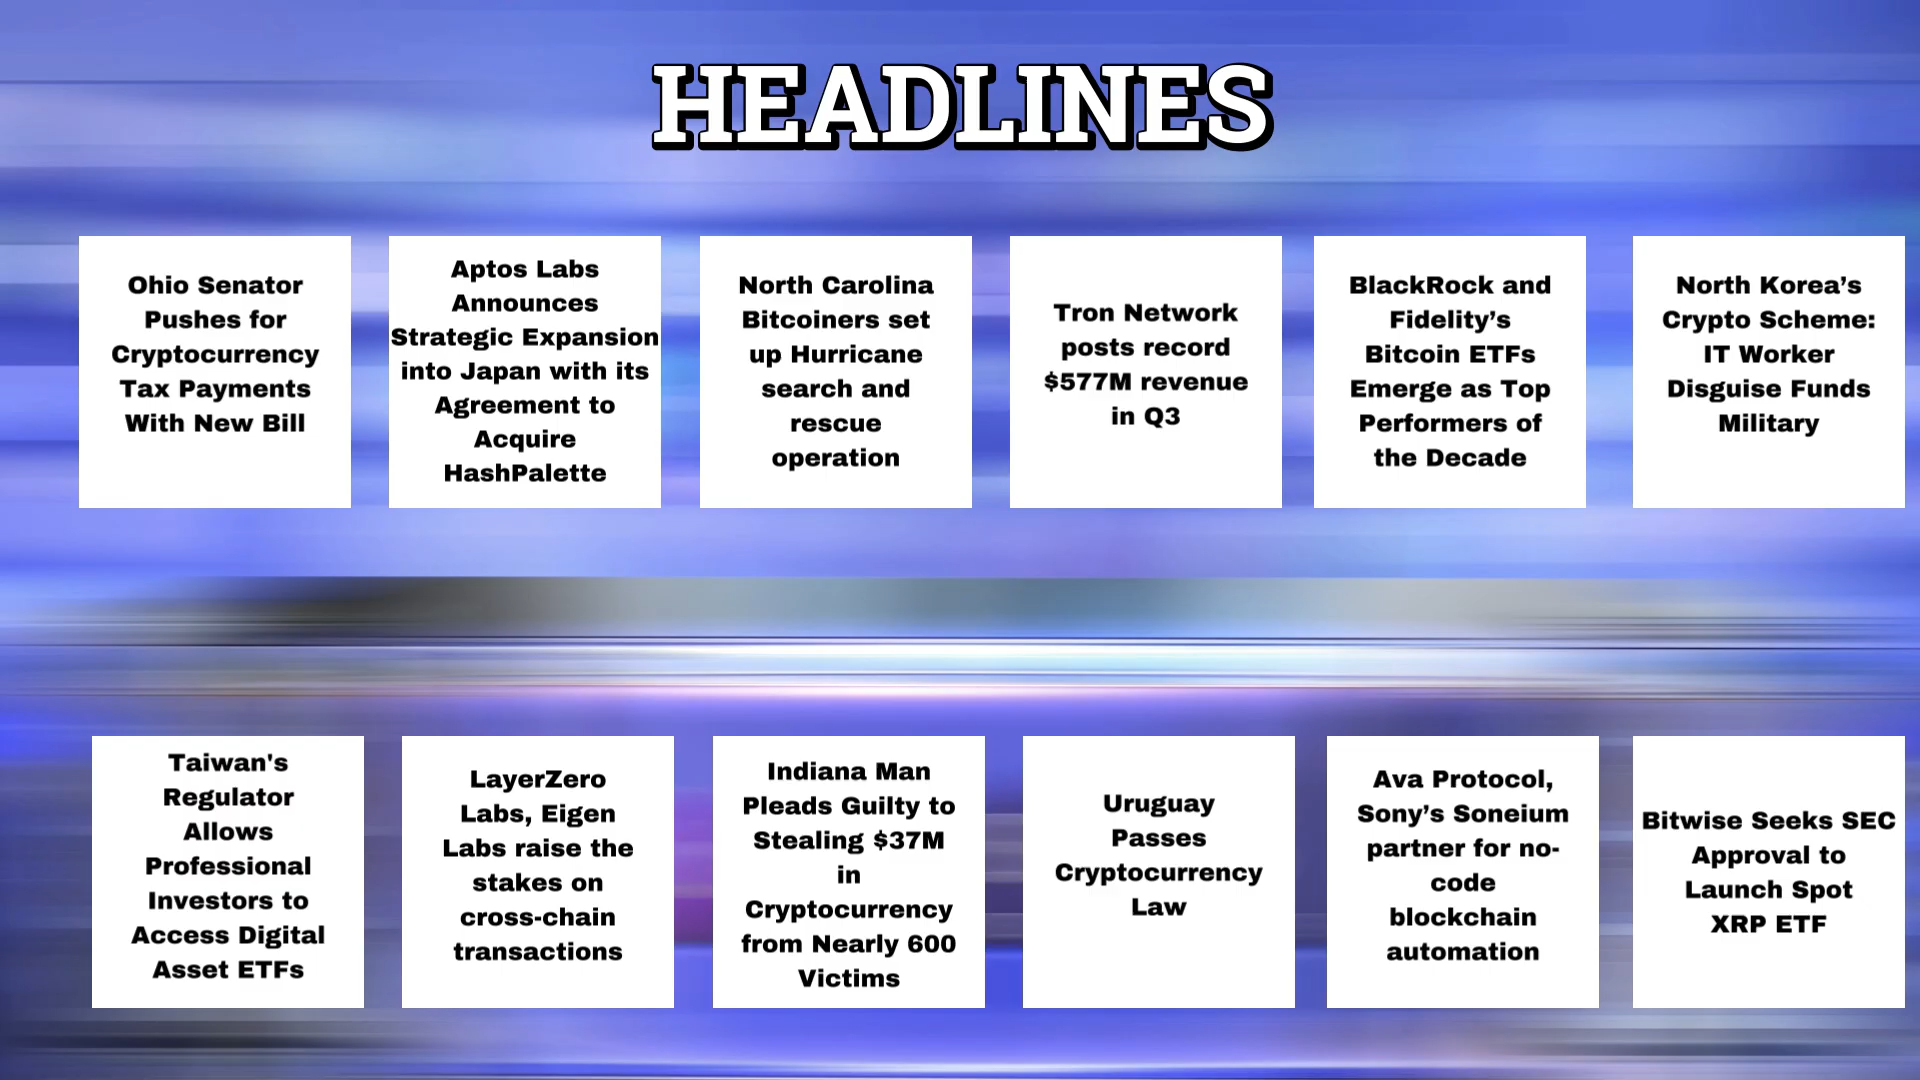 HEADLINES
Ohio Senator
Pushes for
Cryptocurrency
Tax Payments
With New Bill
Aptos Labs
Announces
Strategic Expansion
into Japan with its
Agreement to
Acquire
HashPalette
North Carolina
Bitcoiners set
up Hurricane
search and
rescue
operation
Tron Network
posts record
$577M revenue
in Q3
BlackRock and
Fidelity’s
Bitcoin ETFs
Emerge as Top
Performers of
the Decade
North Korea’s
Crypto Scheme:
IT Worker
Disguise Funds
Military
Taiwan's
Regulator
Allows
Professional
Investors to
Access Digital
Asset ETFs
LayerZero
Labs, Eigen
Labs raise the
stakes on
cross-chain
transactions
Indiana Man
Pleads Guilty to
Stealing $37M
in
Cryptocurrency
from Nearly 600
Victims
Uruguay
Passes
Cryptocurrency
Law
Ava Protocol,
Sony’s Soneium
partner for no-
code
blockchain
automation
Bitwise Seeks SEC
Approval to
Launch Spot
XRP ETF